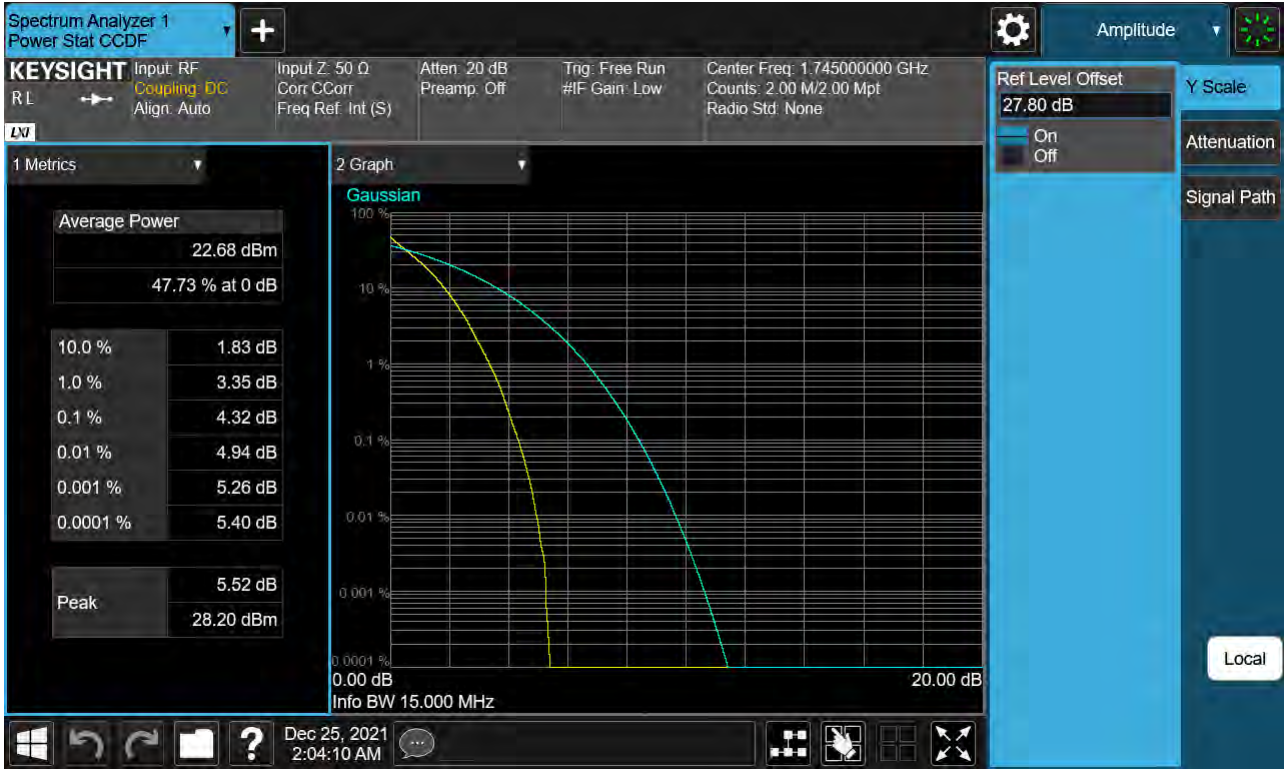 Spectrum Analyzer 1
Power Stat CCDF
+
Amplitude
KEYSIGHT
RL
LXI
Input: RF
Coupling: DC
Align: Auto
Input Z: 50 Ω
Corr CCorr
Freq Ref: Int (S)
Atten: 20 dB
Preamp: Off
Trig: Free Run
#IF Gain: Low
Center Freq: 1.745000000 GHz
Counts: 2.00 M/2.00 Mpt
Radio Std: None
Ref Level Offset
27.80 dB
On
Off
Y Scale
Attenuation
Signal Path
Local
1 Metrics
Average Power
22.68 dBm
47.73 % at 0 dB
10.0 % 1.83 dB
1.0 % 3.35 dB
0.1 % 4.32 dB
0.01 % 4.94 dB
0.001 % 5.26 dB
0.0001 % 5.40 dB
Peak
5.52 dB
28.20 dBm
2 Graph
Gaussian
100 %
10 %
1 %
0.1 %
0.01 %
0.001 %
0.0001 %
0.00 dB 20.00 dB
Info BW 15.000 MHz
?
Dec 25, 2021
2:04:10 AM